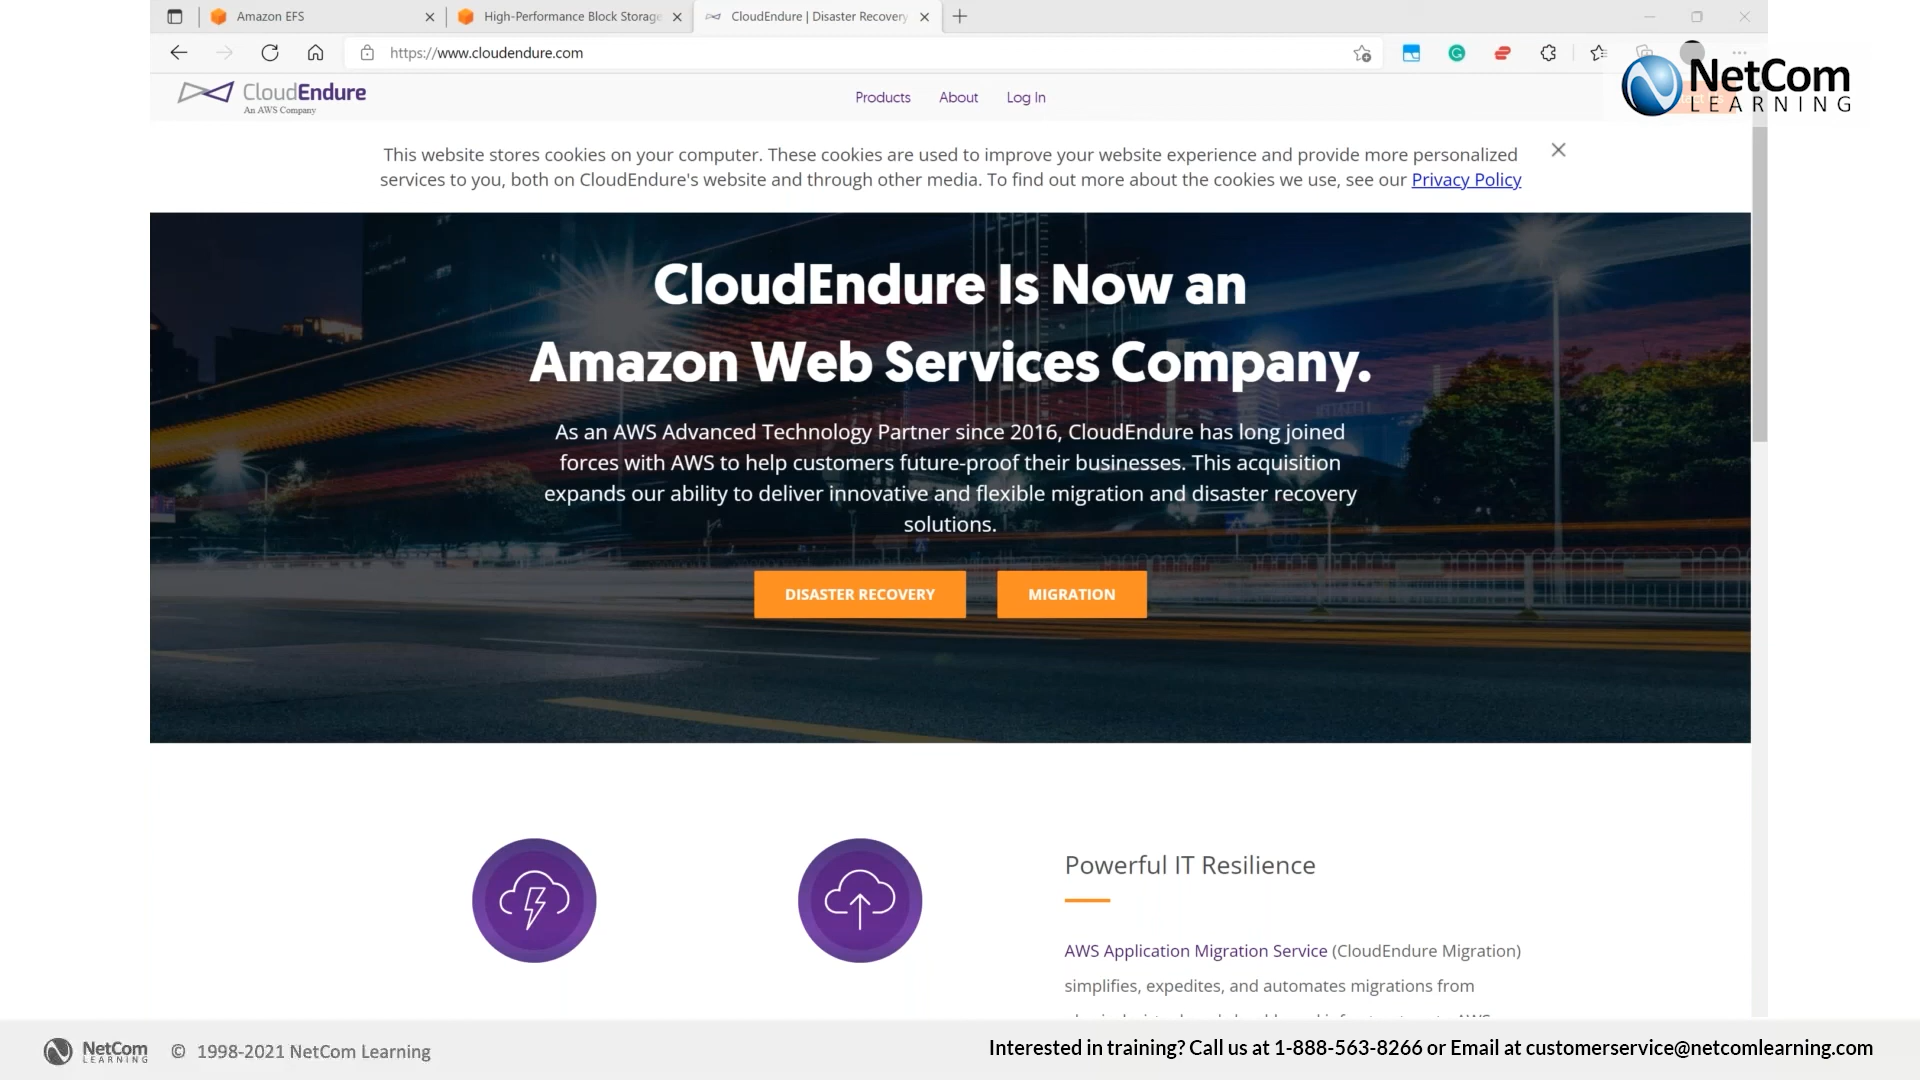 Amazon EFS
High-Performance Block Storage
CloudEndure | Disaster Recovery
https://www.cloudendure.com
NetCom
LEARNING
CloudEndure
An AWS Company
Products
About
Log In
This website stores cookies on your computer. These cookies are used to improve your website experience and provide more personalized
services to you, both on CloudEndure's website and through other media. To find out more about the cookies we use, see our Privacy Policy
CloudEndure Is Now an
Amazon Web Services Company.
As an AWS Advanced Technology Partner since 2016, CloudEndure has long joined
forces with AWS to help customers future-proof their businesses. This acquisition
expands our ability to deliver innovative and flexible migration and disaster recovery
solutions.
DISASTER RECOVERY
MIGRATION
Powerful IT Resilience
AWS Application Migration Service (CloudEndure Migration)
simplifies, expedites, and automates migrations from
NetCom
LEARNING
© 1998-2021 NetCom Learning
Interested in training? Call us at 1-888-563-8266 or Email at customerservice@netcomlearning.com